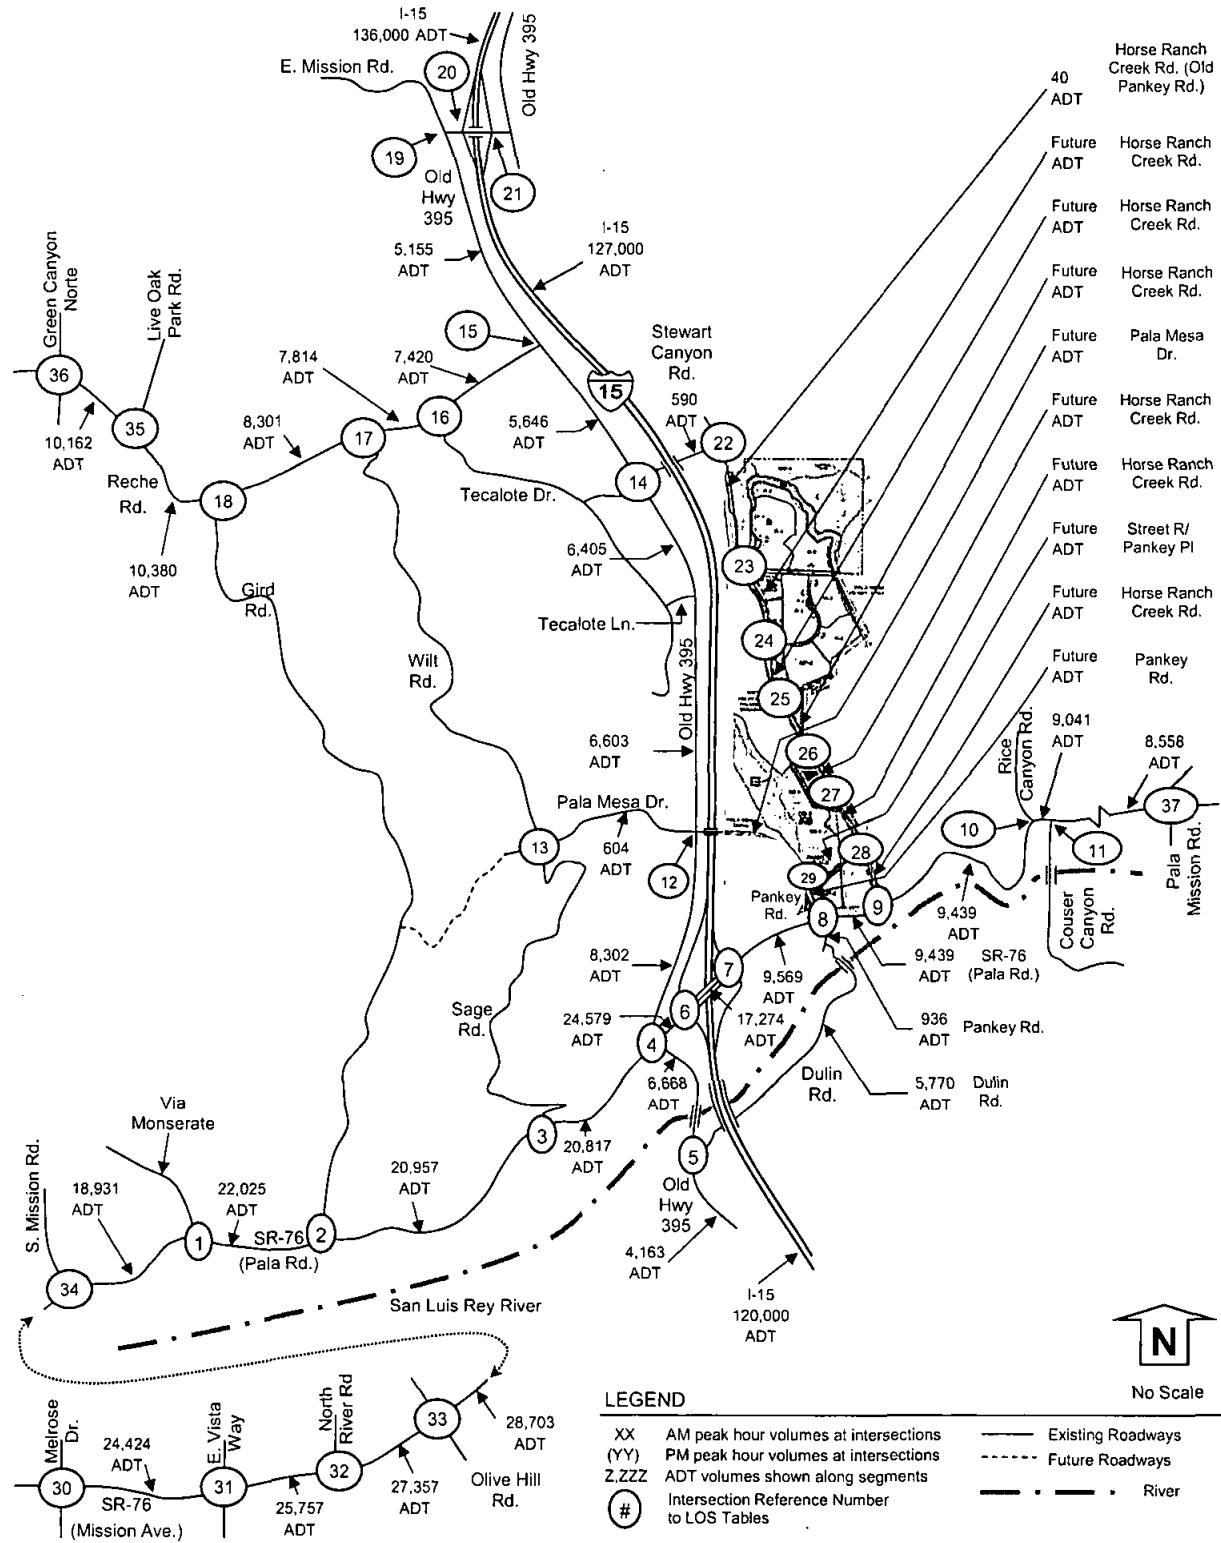 I-15
136,000 ADT
Old Hwy 395
E. Mission Rd.
20
19
21
Old
Hwy
395
5,155
ADT
I-15
127,000
ADT
40
ADT
Horse Ranch
Creek Rd. (Old
Pankey Rd.)
Future
ADT
Horse Ranch
Creek Rd.
Future
ADT
Horse Ranch
Creek Rd.
Future
ADT
Horse Ranch
Creek Rd.
Future
ADT
Pala Mesa
Dr.
Future
ADT
Horse Ranch
Creek Rd.
Future
ADT
Horse Ranch
Creek Rd.
Future
ADT
Street R/
Pankey Pl
Future
ADT
Horse Ranch
Creek Rd.
Future
ADT
Pankey
Rd.
Green Canyon
Norte
Live Oak
Park Rd.
36
35
10,162
ADT
Reche
Rd.
10,380
ADT
18
8,301
ADT
7,814
ADT
17
7,420
ADT
16
15
5,646
ADT
15
Stewart
Canyon
Rd.
590
ADT
22
14
Tecalote Dr.
6,405
ADT
Tecalote Ln.
Gird
Rd.
Wilt
Rd.
Old Hwy 395
6,603
ADT
23
24
25
26
27
28
29
Pala Mesa Dr.
604
ADT
13
12
Pankey
Rd.
8
9
9,041
ADT
8,558
ADT
Rice
Canyon Rd.
10
11
37
Pala
Mission Rd.
Couser
Canyon
Rd.
9,439
ADT
9,439
ADT
SR-76
(Pala Rd.)
9,569
ADT
936
ADT
Pankey Rd.
5,770
ADT
Dulin
Rd.
Dulin
Rd.
8,302
ADT
7
6
24,579
ADT
17,274
ADT
4
6,668
ADT
Sage
Rd.
3
20,817
ADT
5
Old
Hwy
395
4,163
ADT
I-15
120,000
ADT
Via
Monserate
S. Mission Rd.
18,931
ADT
22,025
ADT
20,957
ADT
1
SR-76
(Pala Rd.)
2
34
San Luis Rey River
Melrose
Dr.
24,424
ADT
E. Vista
Way
North
River Rd
33
28,703
ADT
30
SR-76
(Mission Ave.)
31
25,757
ADT
32
27,357
ADT
Olive Hill
Rd.
N
No Scale
LEGEND
XX AM peak hour volumes at intersections
(YY) PM peak hour volumes at intersections
Z,ZZZ ADT volumes shown along segments
# Intersection Reference Number
to LOS Tables
Existing Roadways
Future Roadways
River